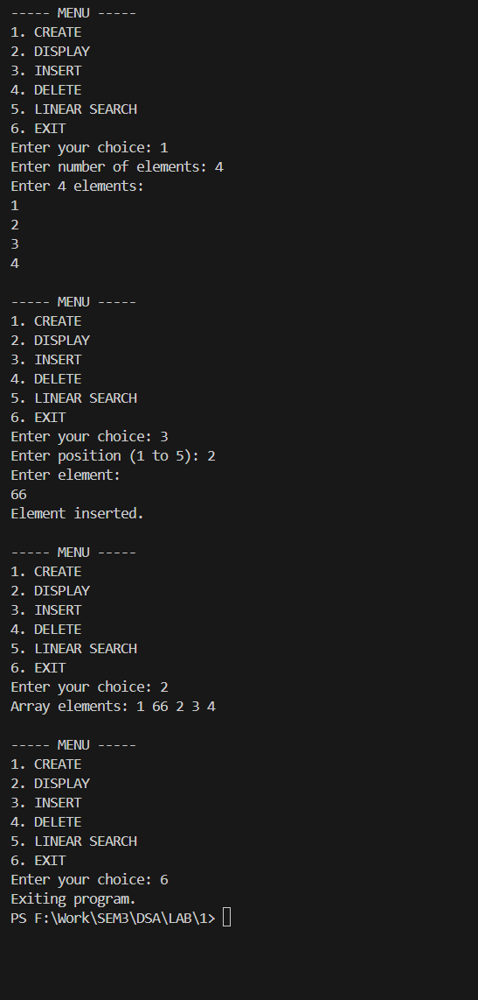 ----- MENU -----
1. CREATE
2. DISPLAY
3. INSERT
4. DELETE
5. LINEAR SEARCH
6. EXIT
Enter your choice: 1
Enter number of elements: 4
Enter 4 elements:
1
2
3
4

----- MENU -----
1. CREATE
2. DISPLAY
3. INSERT
4. DELETE
5. LINEAR SEARCH
6. EXIT
Enter your choice: 3
Enter position (1 to 5): 2
Enter element:
66
Element inserted.

----- MENU -----
1. CREATE
2. DISPLAY
3. INSERT
4. DELETE
5. LINEAR SEARCH
6. EXIT
Enter your choice: 2
Array elements: 1 66 2 3 4

----- MENU -----
1. CREATE
2. DISPLAY
3. INSERT
4. DELETE
5. LINEAR SEARCH
6. EXIT
Enter your choice: 6
Exiting program.
PS F:\Work\SEM3\DSA\LAB\1>